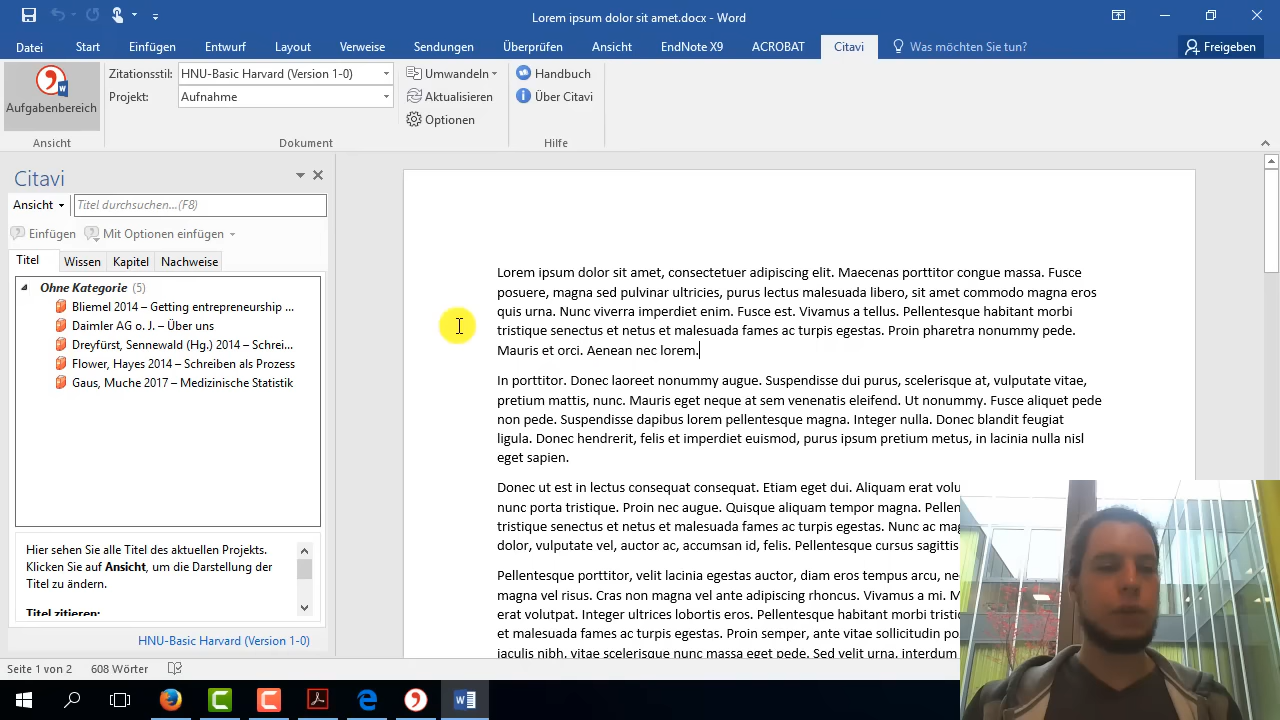 Lorem ipsum dolor sit amet.docx - Word
Datei Start Einfügen Entwurf Layout Verweise Sendungen Überprüfen Ansicht EndNote X9 ACROBAT Citavi Was möchten Sie tun? Freigeben
Aufgabenbereich
Ansicht
Zitationsstil: HNU-Basic Harvard (Version 1-0)
Projekt: Aufnahme
Umwandeln
Aktualisieren
Optionen
Dokument
Handbuch
Über Citavi
Hilfe
Citavi
Ansicht Titel durchsuchen...(F8)
Einfügen Mit Optionen einfügen
Titel Wissen Kapitel Nachweise
Ohne Kategorie (5)
Bliemel 2014 – Getting entrepreneurship ...
Daimler AG o. J. – Über uns
Dreyfürst, Sennewald (Hg.) 2014 – Schrei...
Flower, Hayes 2014 – Schreiben als Prozess
Gaus, Muche 2017 – Medizinische Statistik
Hier sehen Sie alle Titel des aktuellen Projekts.
Klicken Sie auf Ansicht, um die Darstellung der
Titel zu ändern.
Titel zitieren:
HNU-Basic Harvard (Version 1-0)
Lorem ipsum dolor sit amet, consectetuer adipiscing elit. Maecenas porttitor congue massa. Fusce
posuere, magna sed pulvinar ultricies, purus lectus malesuada libero, sit amet commodo magna eros
quis urna. Nunc viverra imperdiet enim. Fusce est. Vivamus a tellus. Pellentesque habitant morbi
tristique senectus et netus et malesuada fames ac turpis egestas. Proin pharetra nonummy pede.
Mauris et orci. Aenean nec lorem.
In porttitor. Donec laoreet nonummy augue. Suspendisse dui purus, scelerisque at, vulputate vitae,
pretium mattis, nunc. Mauris eget neque at sem venenatis eleifend. Ut nonummy. Fusce aliquet pede
non pede. Suspendisse dapibus lorem pellentesque magna. Integer nulla. Donec blandit feugiat
ligula. Donec hendrerit, felis et imperdiet euismod, purus ipsum pretium metus, in lacinia nulla nisl
eget sapien.
Donec ut est in lectus consequat consequat. Etiam eget dui. Aliquam erat volu
nunc porta tristique. Proin nec augue. Quisque aliquam tempor magna. Pellen
tristique senectus et netus et malesuada fames ac turpis egestas. Nunc ac mag
dolor, vulputate vel, auctor ac, accumsan id, felis. Pellentesque cursus sagittis
Pellentesque porttitor, velit lacinia egestas auctor, diam eros tempus arcu, ne
magna vel risus. Cras non magna vel ante adipiscing rhoncus. Vivamus a mi. M
erat volutpat. Integer ultrices lobortis eros. Pellentesque habitant morbi tristic
et malesuada fames ac turpis egestas. Proin semper, ante vitae sollicitudin po
iaculis nibh, vitae scelerisque nunc massa eget pede. Sed velit urna, interdum
Seite 1 von 2 608 Wörter